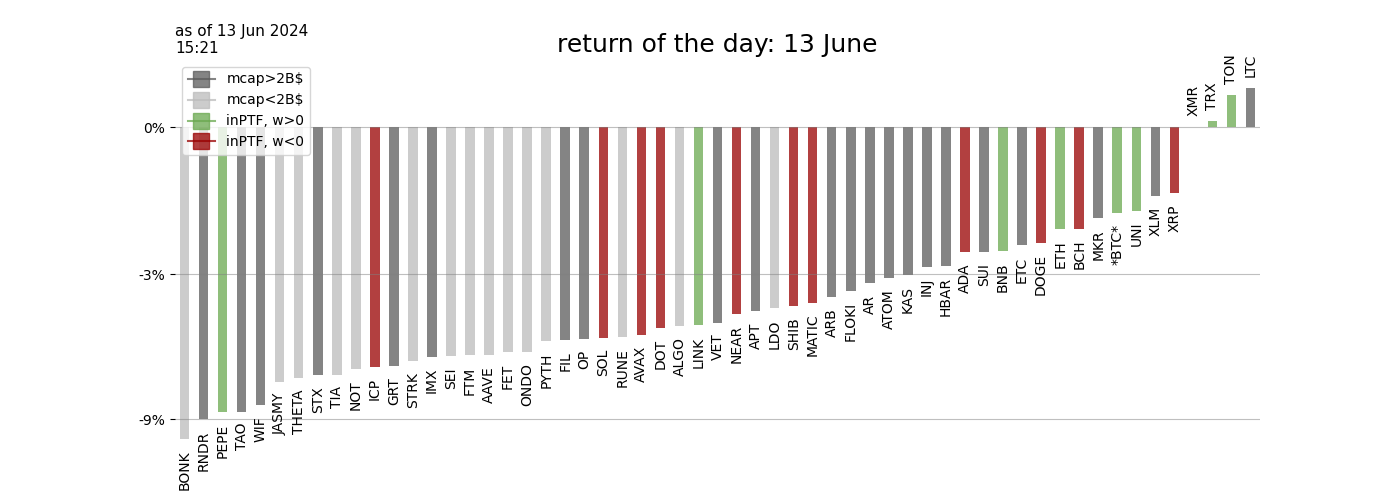 as of 13 Jun 2024
15:21
return of the day: 13 June
mcap>2B$
mcap<2B$
inPTF, w>0
inPTF, w<0
0%
-3%
-9%
BONK
RNDR
PEPE
TAO
WIF
JASMY
THETA
STX
TIA
NOT
ICP
GRT
STRK
IMX
SEI
FTM
AAVE
FET
ONDO
PYTH
FIL
OP
SOL
RUNE
AVAX
DOT
ALGO
LINK
VET
NEAR
APT
LDO
SHIB
MATIC
ARB
FLOKI
AR
ATOM
KAS
INJ
HBAR
ADA
SUI
BNB
ETC
DOGE
ETH
BCH
MKR
*BTC*
UNI
XLM
XRP
XMR
TRX
TON
LTC